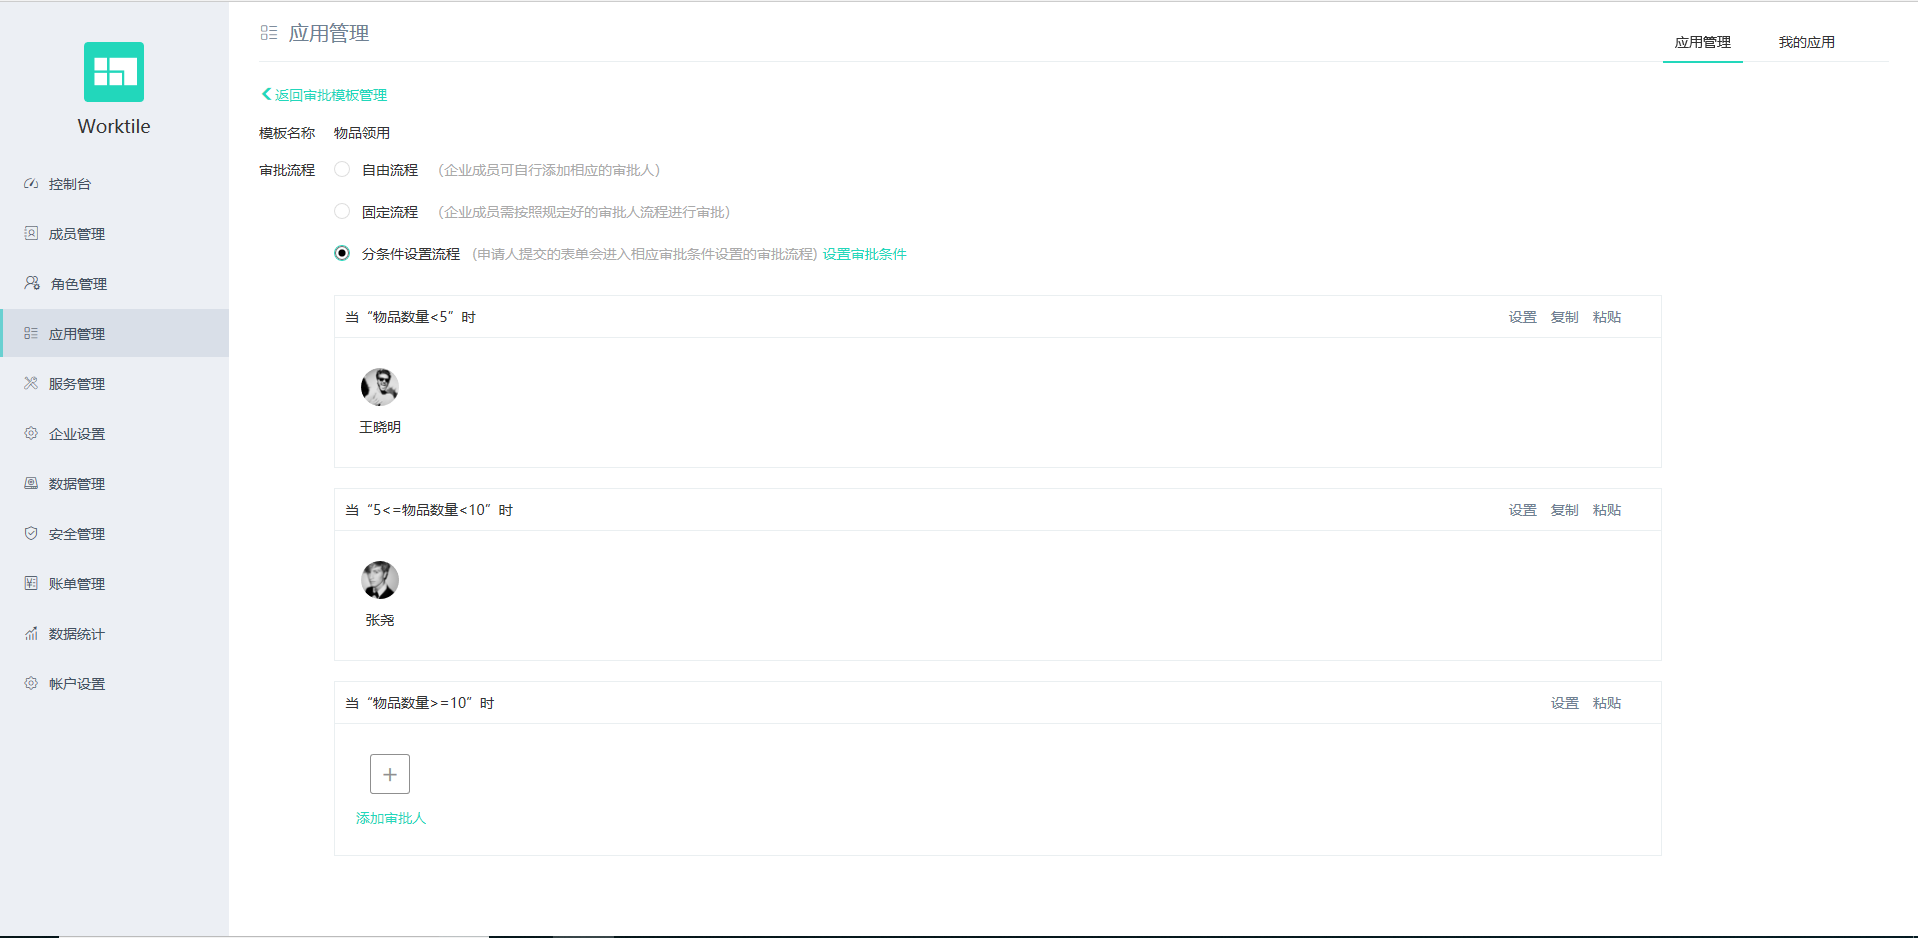 Worktile
控制台
成员管理
角色管理
应用管理
服务管理
企业设置
数据管理
安全管理
账单管理
数据统计
帐户设置
应用管理
应用管理 我的应用
返回审批模板管理
模板名称 物品领用
审批流程 自由流程 （企业成员可自行添加相应的审批人）
固定流程 （企业成员需按照规定好的审批人流程进行审批）
分条件设置流程 (申请人提交的表单会进入相应审批条件设置的审批流程) 设置审批条件
当“物品数量<5”时 设置 复制 粘贴
王晓明
当“5<=物品数量<10”时 设置 复制 粘贴
张尧
当“物品数量>=10”时 设置 粘贴
添加审批人